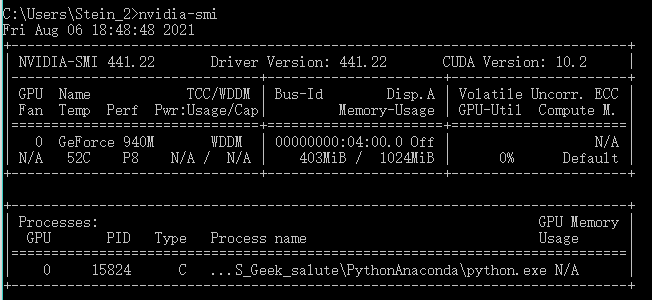 C:\Users\Stein_2>nvidia-smi
Fri Aug 06 18:48:48 2021
NVIDIA-SMI 441.22 Driver Version: 441.22 CUDA Version: 10.2
GPU Name TCC/WDDM | Bus-Id Disp.A | Volatile Uncorr. ECC
Fan Temp Perf Pwr:Usage/Cap| Memory-Usage | GPU-Util Compute M.
0 GeForce 940M WDDM | 00000000:04:00.0 Off | N/A
N/A 52C P8 N/A / N/A | 403MiB / 1024MiB | 0% Default
Processes: GPU Memory
GPU PID Type Process name Usage
0 15824 C ...S_Geek_salute\PythonAnaconda\python.exe N/A